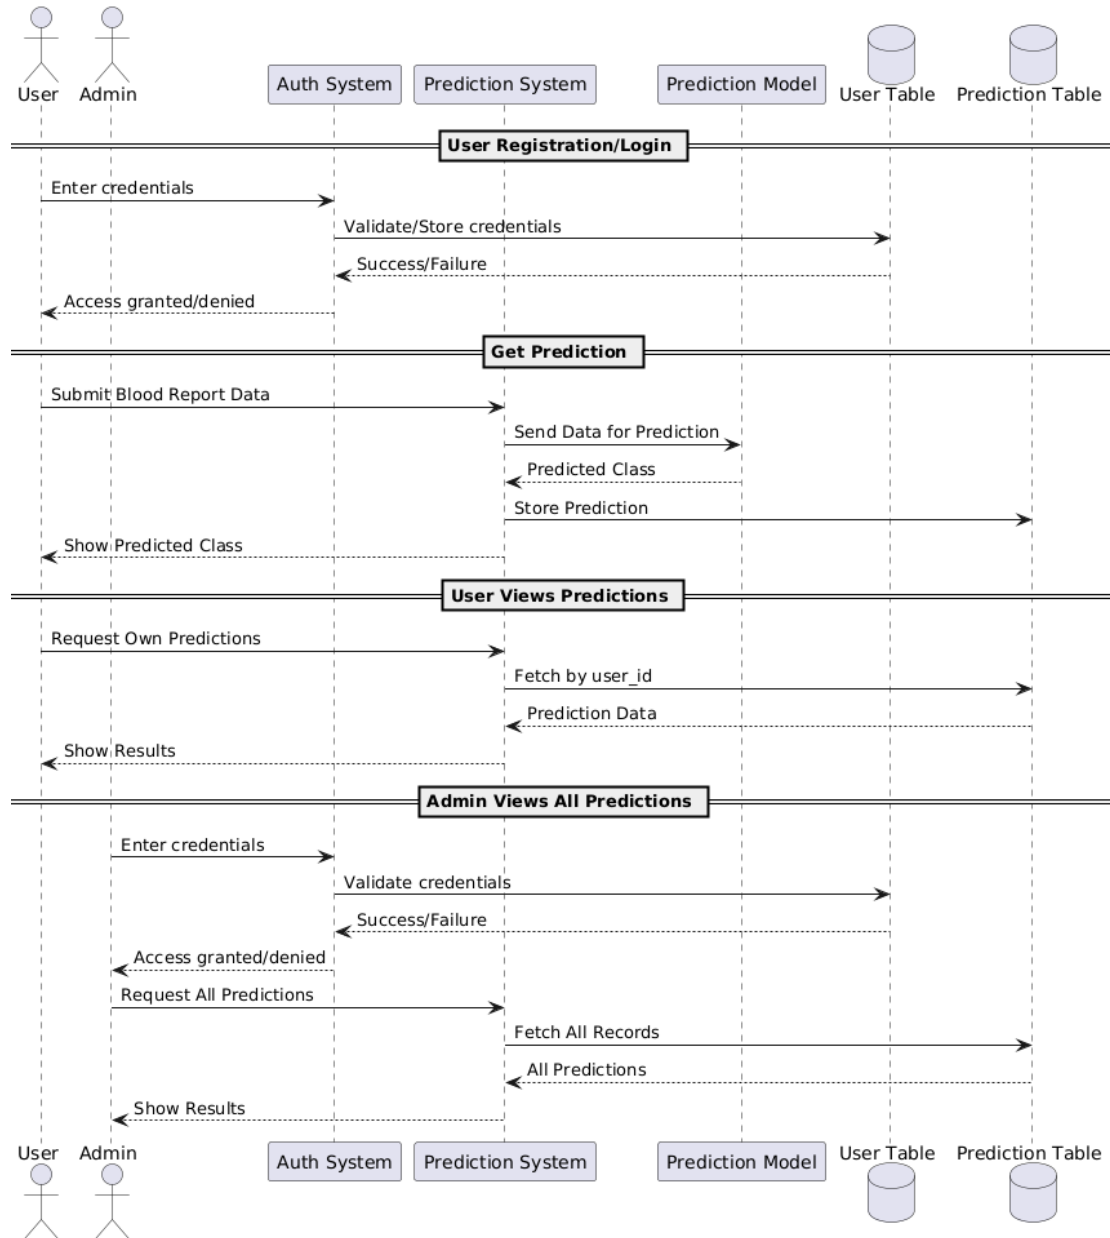 User
Admin
Auth System
Prediction System
Prediction Model
User Table
Prediction Table
User Registration/Login
Enter credentials
Validate/Store credentials
Success/Failure
Access granted/denied
Get Prediction
Submit Blood Report Data
Send Data for Prediction
Predicted Class
Store Prediction
Show Predicted Class
User Views Predictions
Request Own Predictions
Fetch by user_id
Prediction Data
Show Results
Admin Views All Predictions
Enter credentials
Validate credentials
Success/Failure
Access granted/denied
Request All Predictions
Fetch All Records
All Predictions
Show Results
User
Admin
Auth System
Prediction System
Prediction Model
User Table
Prediction Table